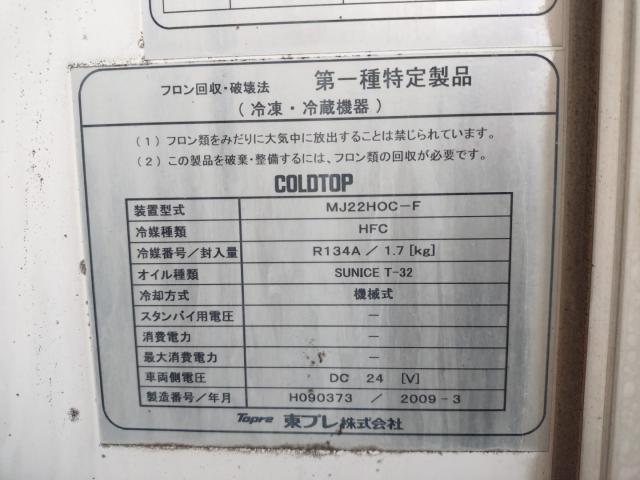 フロン回収・破壊法 第一種特定製品
(冷凍・冷蔵機器)
(1) フロン類をみだりに大気中に放出することは禁じられています。
(2) この製品を破棄・整備するには、フロン類の回収が必要です。
COLDTOP
装置型式 MJ22HOC-F
冷媒種類 HFC
冷媒番号/封入量 R134A / 1.7 [kg]
オイル種類 SUNICE T-32
冷却方式 機械式
スタンバイ用電圧 -
消費電力 -
最大消費電力 -
車両側電圧 DC 24 [V]
製造番号/年月 H090373 / 2009-3
Topre 東プレ株式会社